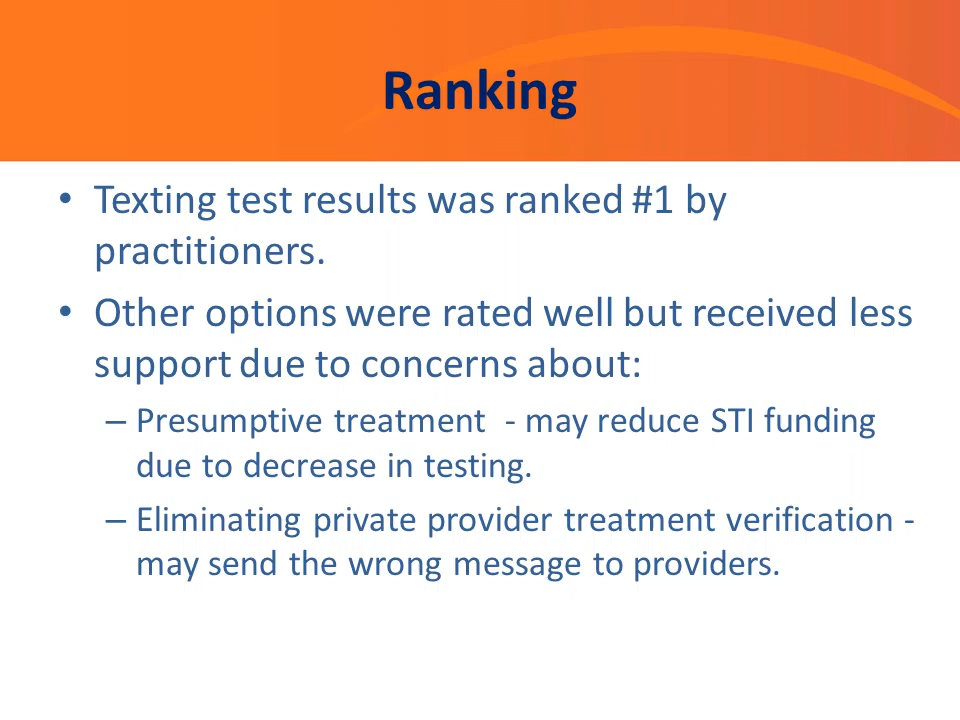 Ranking
• Texting test results was ranked #1 by
practitioners.
• Other options were rated well but received less
support due to concerns about:
– Presumptive treatment  - may reduce STI funding
due to decrease in testing.
– Eliminating private provider treatment verification -
may send the wrong message to providers.